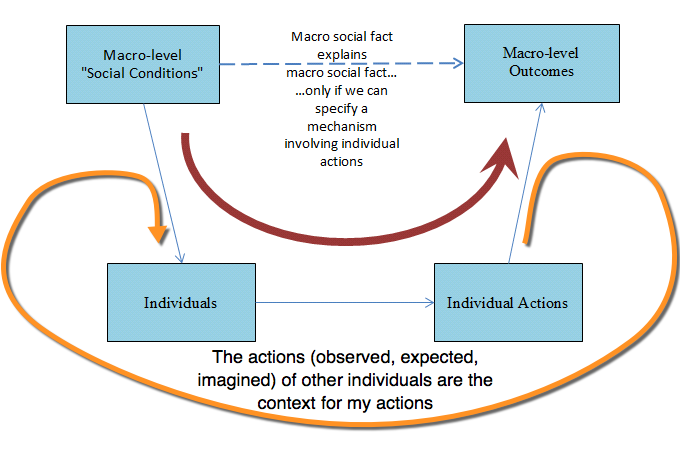 Macro-level
"Social Conditions"
Macro social fact
explains
macro social fact...
...only if we can
specify a
mechanism
involving individual
actions
Macro-level
Outcomes
Individuals
Individual Actions
The actions (observed, expected,
imagined) of other individuals are the
context for my actions